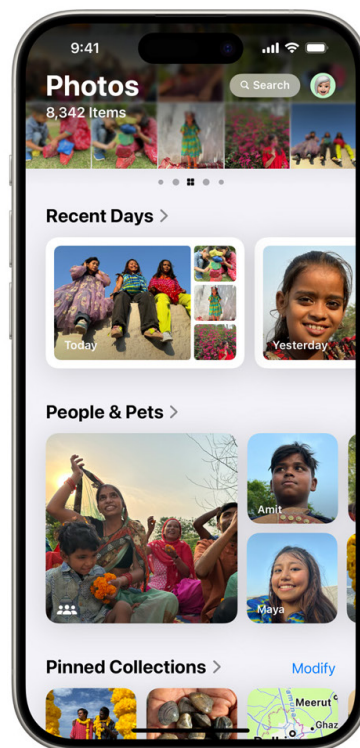 9:41
Photos
Search
8,342 Items
Recent Days >
Today
Yesterday
People & Pets >
Amit
Maya
Pinned Collections >
Modify
Meerut
Ghaz